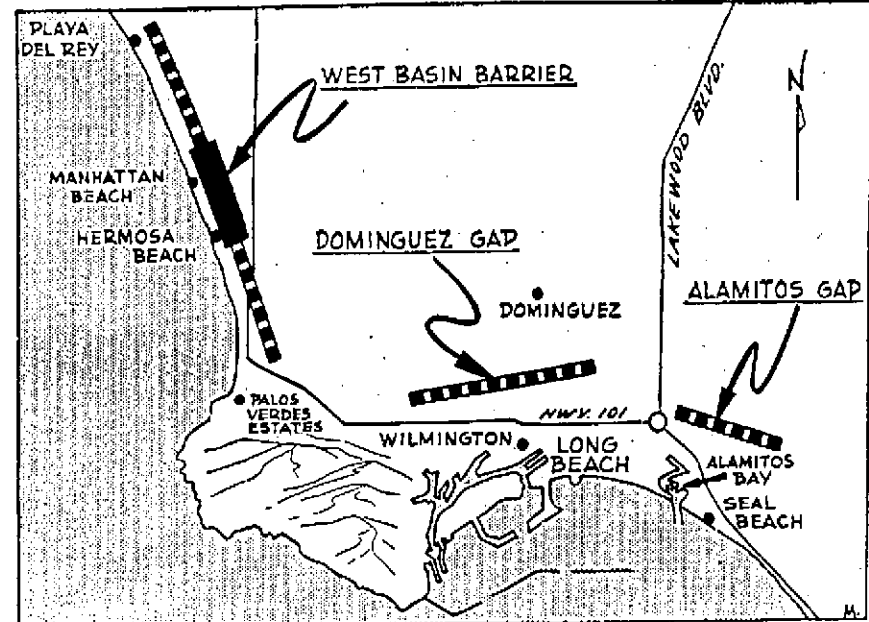 PLAYA
DEL REY
WEST BASIN BARRIER
LAKEWOOD BLVD.
N
MANHATTAN
BEACH
HERMOSA
BEACH
DOMINGUEZ GAP
DOMINGUEZ
ALAMITOS GAP
PALOS
VERDES
ESTATES
HWY. 101
WILMINGTON
LONG
BEACH
ALAMITOS
BAY
SEAL
BEACH
M.